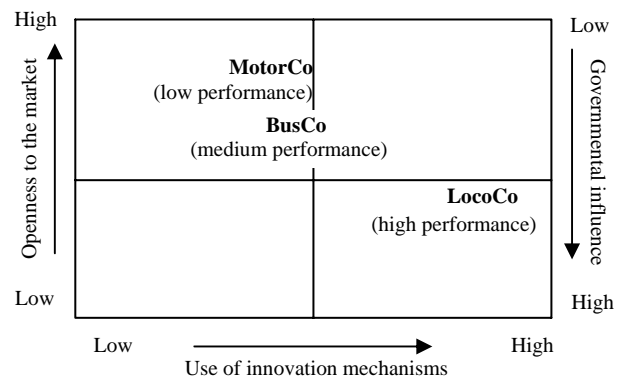 High
Low
MotorCo
(low performance)
BusCo
(medium performance)
Openness to the market
Governmental influence
LocoCo
(high performance)
Low
High
Low
High
Use of innovation mechanisms